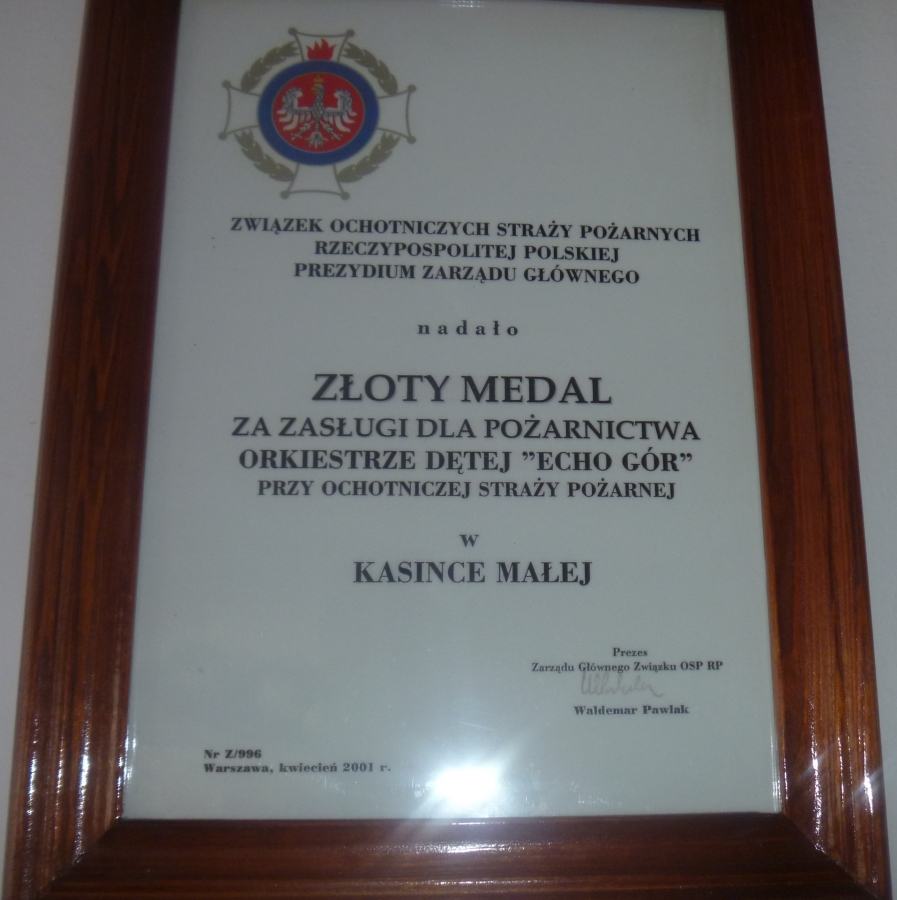 ZWIĄZEK OCHOTNICZYCH STRAŻY POŻARNYCH
RZECZYPOSPOLITEJ POLSKIEJ
PREZYDIUM ZARZĄDU GŁÓWNEGO
nadało
ZŁOTY MEDAL
ZA ZASŁUGI DLA POŻARNICTWA
ORKIESTRZE DĘTEJ "ECHO GÓR"
PRZY OCHOTNICZEJ STRAŻY POŻARNEJ
w
KASINCE MAŁEJ
Prezes
Zarządu Głównego Związku OSP RP
Waldemar Pawlak
Nr Z/996
Warszawa, kwiecień 2001 r.